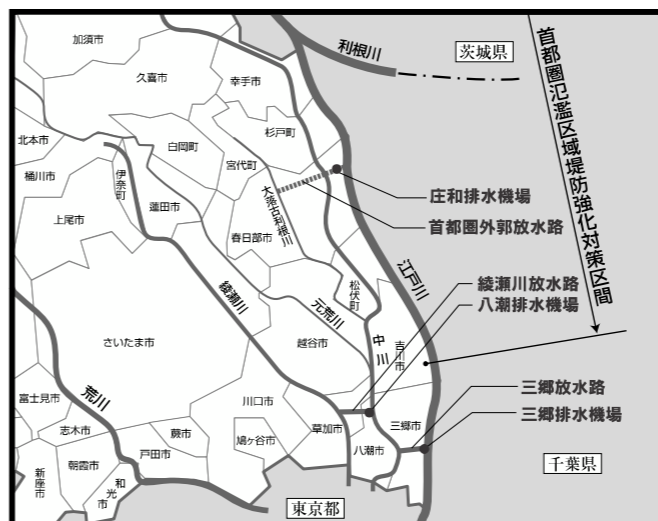 加須市
利根川
茨城県
久喜市
幸手市
首都圏氾濫区域堤防強化対策区間
北本市
白岡町
杉戸町
桶川市
伊奈町
宮代町
蓮田市
庄和排水機場
上尾市
大落古利根川
首都圏外郭放水路
春日部市
松伏町
江戸川
綾瀬川
元荒川
綾瀬川放水路
八潮排水機場
さいたま市
越谷市
中川
吉川市
荒川
富士見市
川口市
三郷放水路
志木市
蕨市
鳩ヶ谷市
草加市
三郷市
三郷排水機場
戸田市
八潮市
朝霞市
新座市
和光市
千葉県
東京都